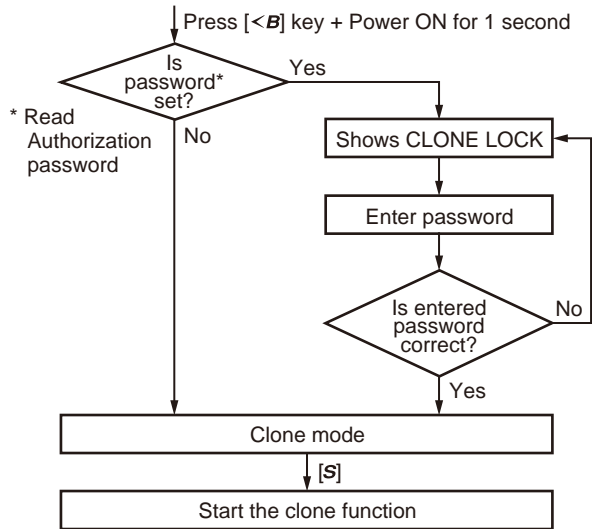 Press [<B] key + Power ON for 1 second
Is
password*
set?
Yes
* Read
Authorization
password
No
Shows CLONE LOCK
Enter password
Is entered
password
correct?
No
Yes
Clone mode
[S]
Start the clone function